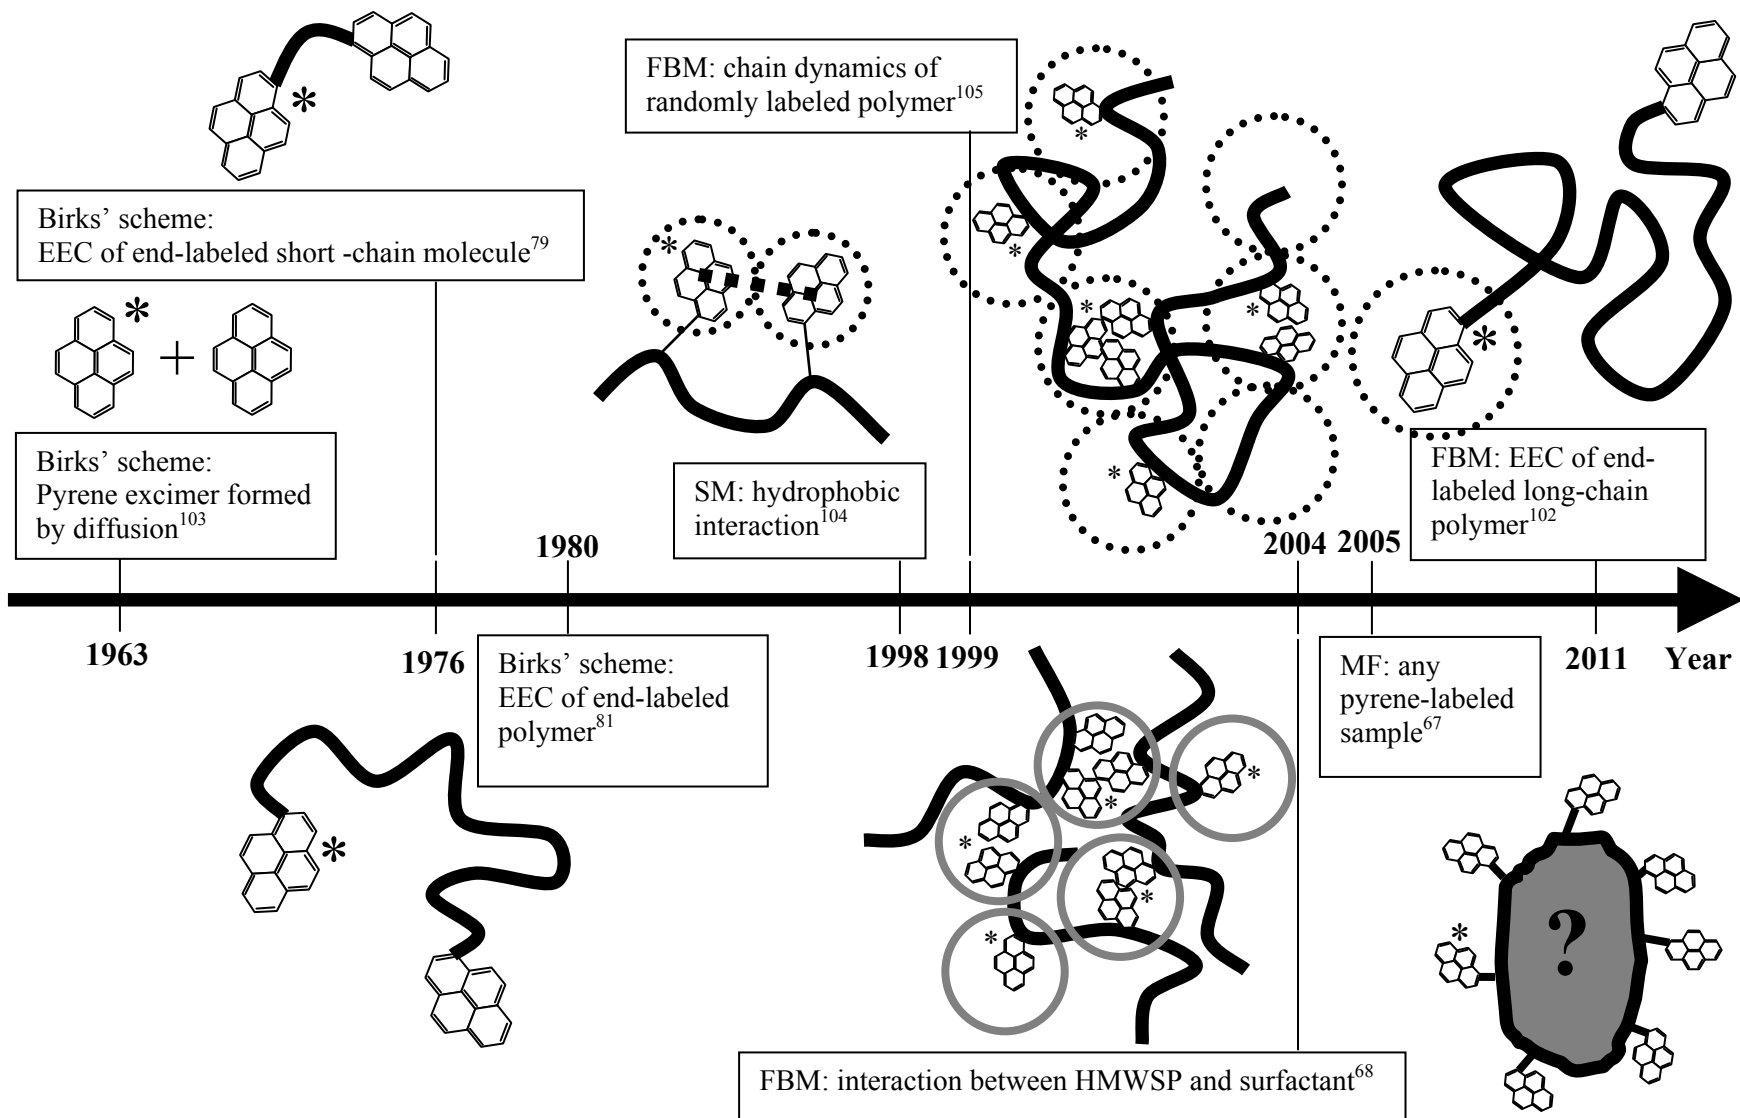 FBM: chain dynamics of
randomly labeled polymer105
*
*
*
*
*
*
*
*
Birks’ scheme:
EEC of end-labeled short -chain molecule79
*
+
Birks’ scheme:
Pyrene excimer formed
by diffusion103
SM: hydrophobic
interaction104
FBM: EEC of end-
labeled long-chain
polymer102
1980
2004 2005
1963
1976
1998 1999
2011 Year
Birks’ scheme:
EEC of end-labeled
polymer81
MF: any
pyrene-labeled
sample67
*
*
*
*
*
*
*
?
FBM: interaction between HMWSP and surfactant68